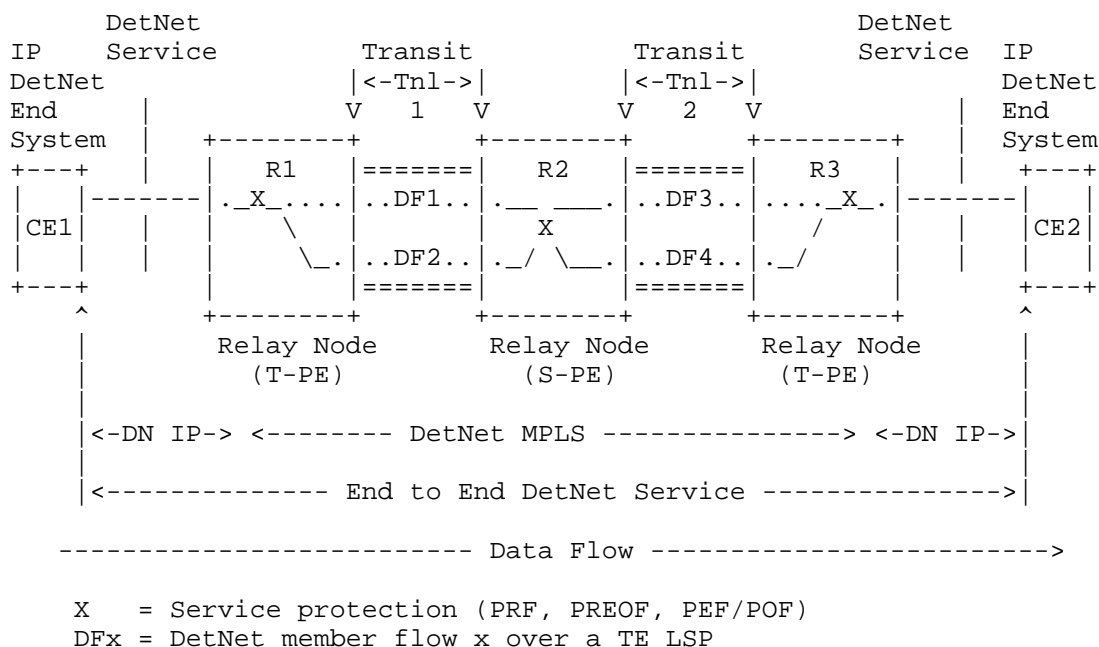 DetNet                                             DetNet
IP      Service            Transit          Transit        Service  IP
DetNet                    |<-Tnl->|        |<-Tnl->|                DetNet
End         |             V   1   V        V   2   V            |   End
System      |    +--------+       +--------+       +--------+   |   System
+---+       |    |   R1   |=======|   R2   |=======|   R3   |   |    +---+
|   |-------|._X_....|..DF1..|.__ ___.|..DF3..|...._X_.|-------|   |
|CE1|   |   |    \   |       |   X    |       |   /    |   |   |CE2|
|   |   |   |     \_.|..DF2..|._/ \__.|..DF4..|._/     |   |   |   |
+---+       |        |=======|        |=======|        |       +---+
    ^       +--------+       +--------+       +--------+       ^
    |        Relay Node       Relay Node       Relay Node      |
    |          (T-PE)           (S-PE)           (T-PE)        |
    |                                                          |
    |<-DN IP-> <-------- DetNet MPLS ---------------> <-DN IP->|
    |                                                          |
    |<-------------- End to End DetNet Service --------------->|
-------------------------- Data Flow ------------------------->
X   = Service protection (PRF, PREOF, PEF/POF)
DFx = DetNet member flow x over a TE LSP